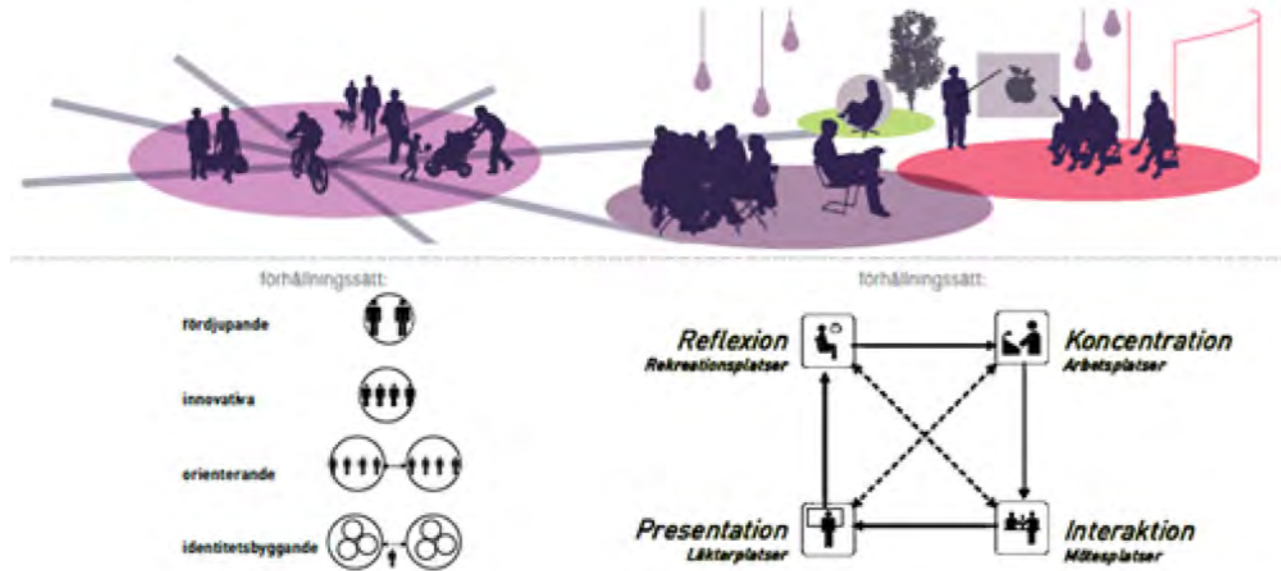 förhållningssätt:
fördjupande
innovativa
orienterande
identitetsbyggande
förhållningssätt:
Reflexion
Rekreationsplatser
Koncentration
Arbetsplatser
Presentation
Läktarplatser
Interaktion
Mötesplatser